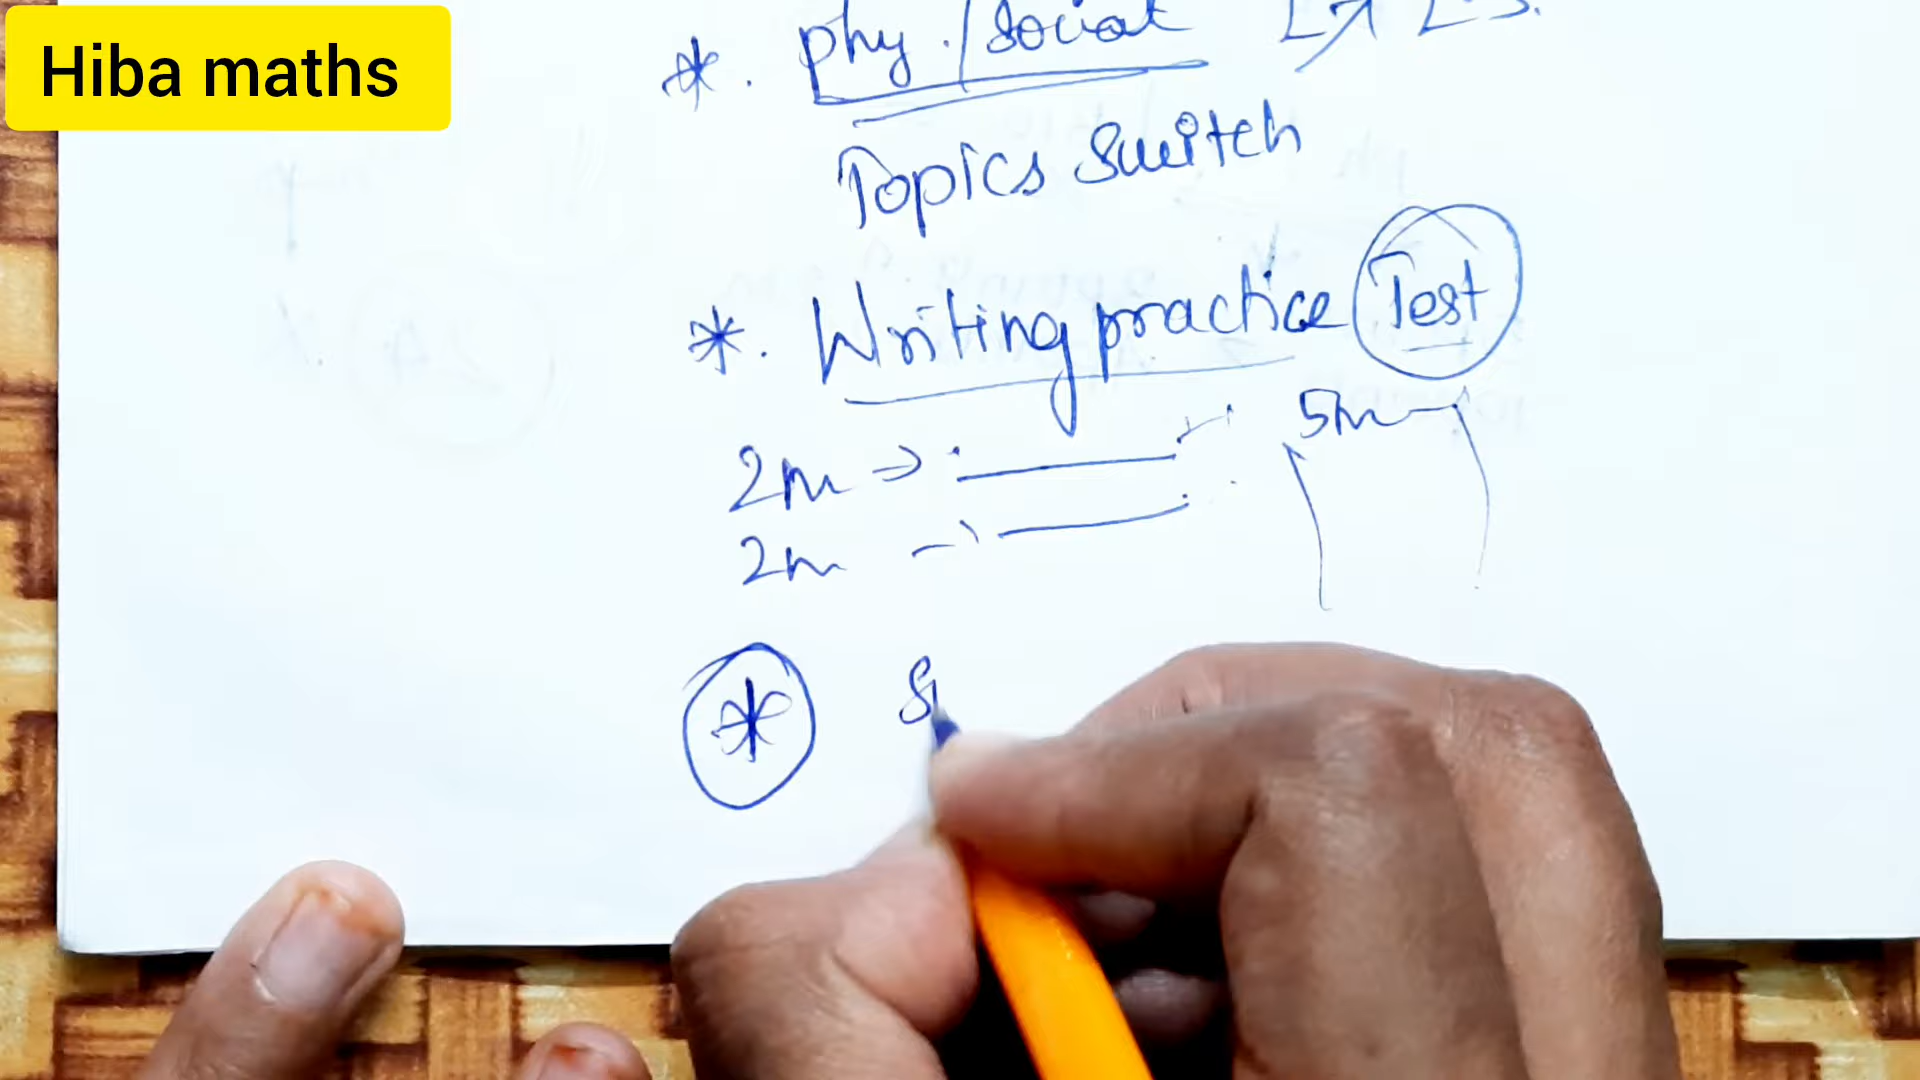 Hiba maths
*. phy./social
Topics Switch
*. Writing practice Test
2m →
5m
2m →
* S